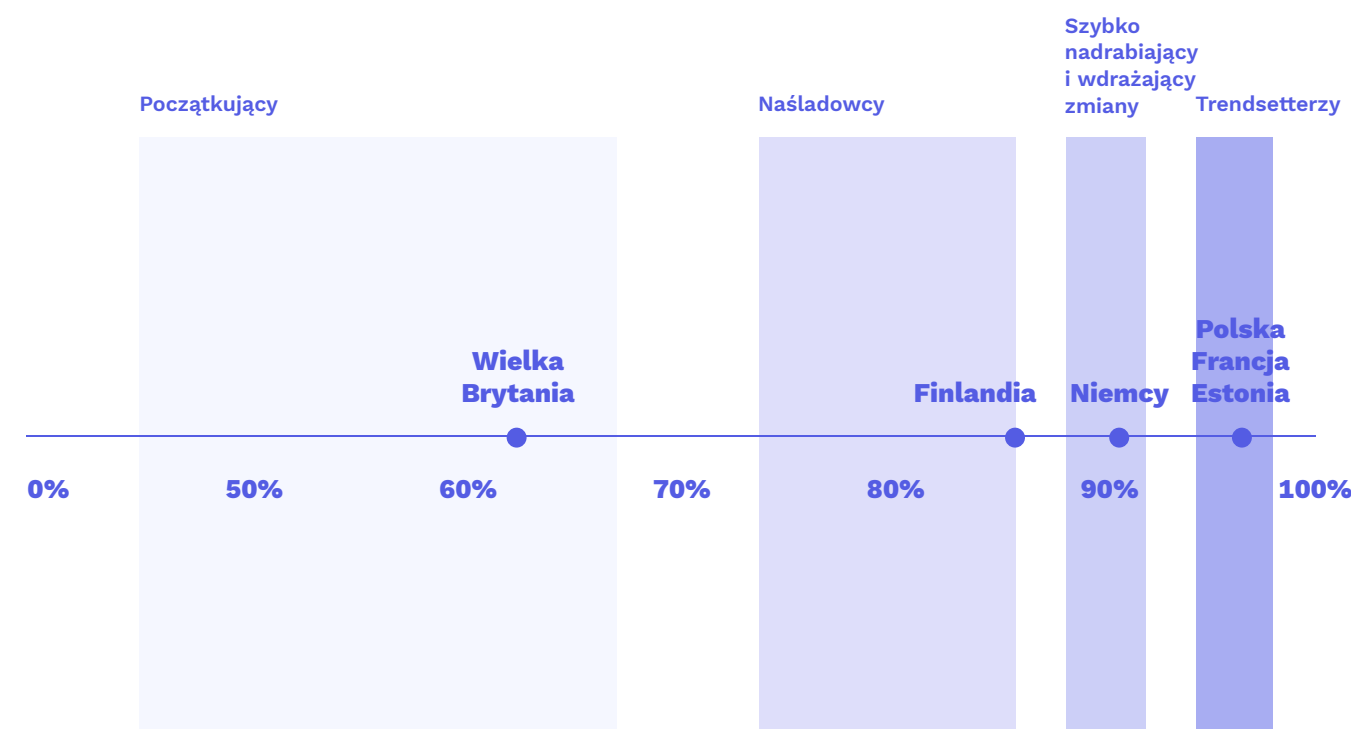 Szybko
nadrabiający
i wdrażający
zmiany
Początkujący
Naśladowcy
Trendsetterzy
Polska
Francja
Estonia
Wielka
Brytania
Finlandia
Niemcy
0%
50%
60%
70%
80%
90%
100%